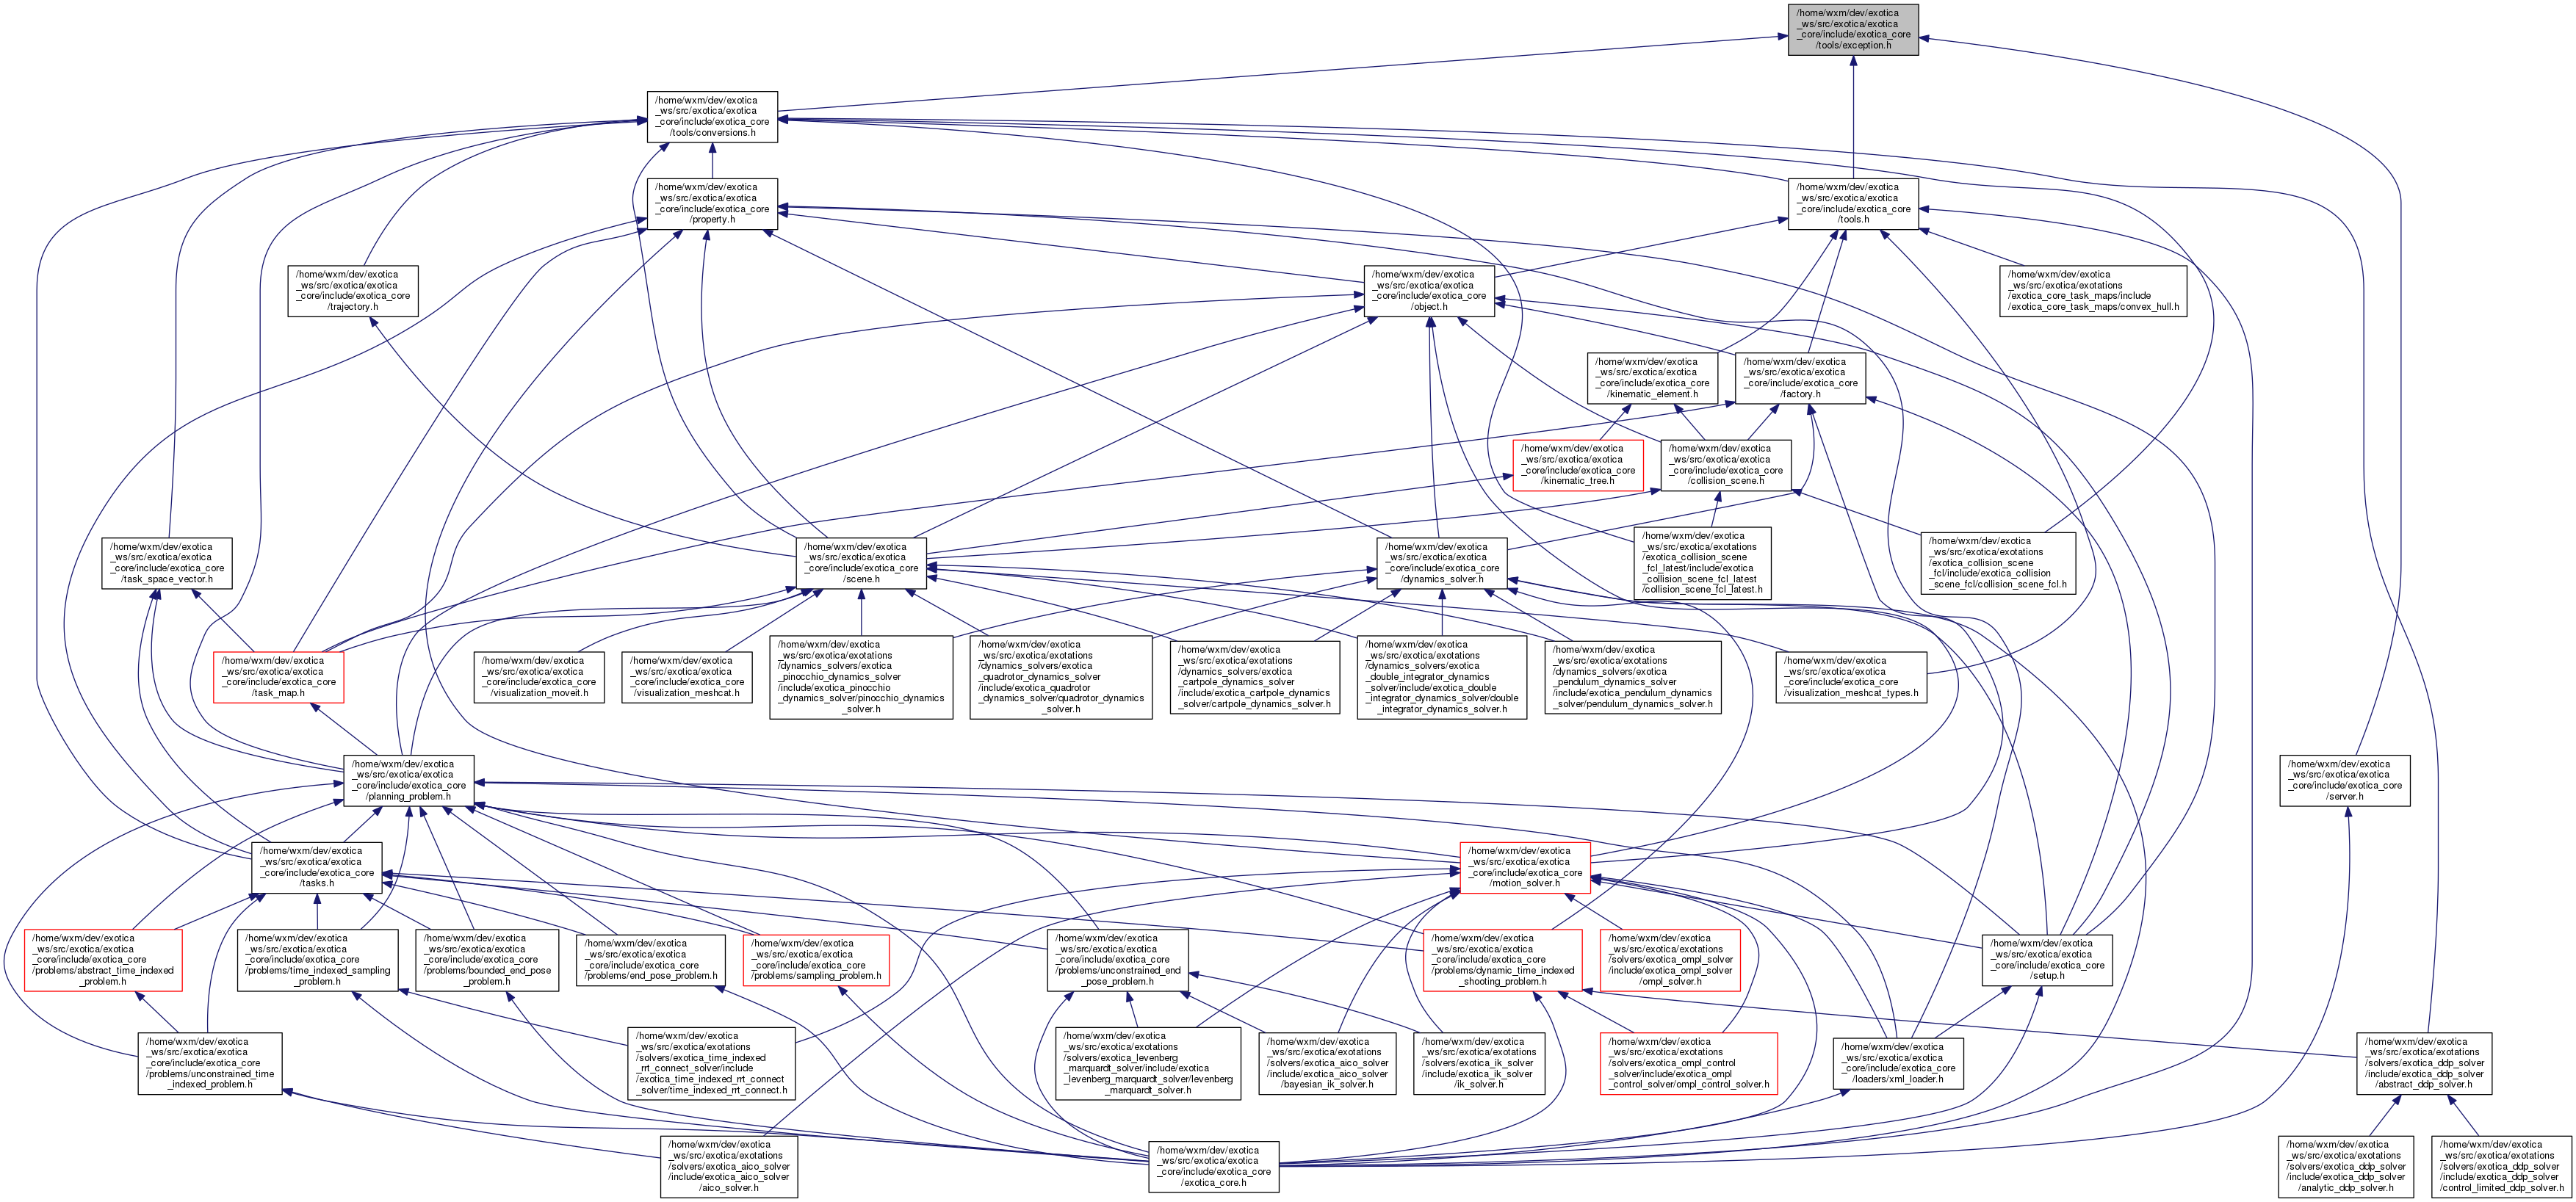 /home/wxm/dev/exotica
_ws/src/exotica/exotica
_core/include/exotica_core
/tools/exception.h
/home/wxm/dev/exotica
_ws/src/exotica/exotica
_core/include/exotica_core
/tools/conversions.h
/home/wxm/dev/exotica
_ws/src/exotica/exotica
_core/include/exotica_core
/property.h
/home/wxm/dev/exotica
_ws/src/exotica/exotica
_core/include/exotica_core
/tools.h
/home/wxm/dev/exotica
_ws/src/exotica/exotica
_core/include/exotica_core
/trajectory.h
/home/wxm/dev/exotica
_ws/src/exotica/exotica
_core/include/exotica_core
/object.h
/home/wxm/dev/exotica
_ws/src/exotica/exotations
/exotica_core_task_maps/include
/exotica_core_task_maps/convex_hull.h
/home/wxm/dev/exotica
_ws/src/exotica/exotica
_core/include/exotica_core
/kinematic_element.h
/home/wxm/dev/exotica
_ws/src/exotica/exotica
_core/include/exotica_core
/factory.h
/home/wxm/dev/exotica
_ws/src/exotica/exotica
_core/include/exotica_core
/kinematic_tree.h
/home/wxm/dev/exotica
_ws/src/exotica/exotica
_core/include/exotica_core
/collision_scene.h
/home/wxm/dev/exotica
_ws/src/exotica/exotica
_core/include/exotica_core
/task_space_vector.h
/home/wxm/dev/exotica
_ws/src/exotica/exotica
_core/include/exotica_core
/scene.h
/home/wxm/dev/exotica
_ws/src/exotica/exotica
_core/include/exotica_core
/dynamics_solver.h
/home/wxm/dev/exotica
_ws/src/exotica/exotations
/exotica_collision_scene
_fcl_latest/include/exotica
_collision_scene_fcl_latest
/collision_scene_fcl_latest.h
/home/wxm/dev/exotica
_ws/src/exotica/exotations
/exotica_collision_scene
_fcl/include/exotica_collision
_scene_fcl/collision_scene_fcl.h
/home/wxm/dev/exotica
_ws/src/exotica/exotica
_core/include/exotica_core
/task_map.h
/home/wxm/dev/exotica
_ws/src/exotica/exotica
_core/include/exotica_core
/visualization_moveit.h
/home/wxm/dev/exotica
_ws/src/exotica/exotica
_core/include/exotica_core
/visualization_meshcat.h
/home/wxm/dev/exotica
_ws/src/exotica/exotations
/dynamics_solvers/exotica
_pinocchio_dynamics_solver
/include/exotica_pinocchio
_dynamics_solver/pinocchio_dynamics
_solver.h
/home/wxm/dev/exotica
_ws/src/exotica/exotations
/dynamics_solvers/exotica
_quadrotor_dynamics_solver
/include/exotica_quadrotor
_dynamics_solver/quadrotor_dynamics
_solver.h
/home/wxm/dev/exotica
_ws/src/exotica/exotations
/dynamics_solvers/exotica
_cartpole_dynamics_solver
/include/exotica_cartpole_dynamics
_solver/cartpole_dynamics_solver.h
/home/wxm/dev/exotica
_ws/src/exotica/exotations
/dynamics_solvers/exotica
_double_integrator_dynamics
_solver/include/exotica_double
_integrator_dynamics_solver/double
_integrator_dynamics_solver.h
/home/wxm/dev/exotica
_ws/src/exotica/exotations
/dynamics_solvers/exotica
_pendulum_dynamics_solver
/include/exotica_pendulum_dynamics
_solver/pendulum_dynamics_solver.h
/home/wxm/dev/exotica
_ws/src/exotica/exotica
_core/include/exotica_core
/visualization_meshcat_types.h
/home/wxm/dev/exotica
_ws/src/exotica/exotica
_core/include/exotica_core
/planning_problem.h
/home/wxm/dev/exotica
_ws/src/exotica/exotica
_core/include/exotica_core
/server.h
/home/wxm/dev/exotica
_ws/src/exotica/exotica
_core/include/exotica_core
/tasks.h
/home/wxm/dev/exotica
_ws/src/exotica/exotica
_core/include/exotica_core
/motion_solver.h
/home/wxm/dev/exotica
_ws/src/exotica/exotica
_core/include/exotica_core
/problems/abstract_time_indexed
_problem.h
/home/wxm/dev/exotica
_ws/src/exotica/exotica
_core/include/exotica_core
/problems/time_indexed_sampling
_problem.h
/home/wxm/dev/exotica
_ws/src/exotica/exotica
_core/include/exotica_core
/problems/bounded_end_pose
_problem.h
/home/wxm/dev/exotica
_ws/src/exotica/exotica
_core/include/exotica_core
/problems/end_pose_problem.h
/home/wxm/dev/exotica
_ws/src/exotica/exotica
_core/include/exotica_core
/problems/sampling_problem.h
/home/wxm/dev/exotica
_ws/src/exotica/exotica
_core/include/exotica_core
/problems/unconstrained_end
_pose_problem.h
/home/wxm/dev/exotica
_ws/src/exotica/exotica
_core/include/exotica_core
/problems/dynamic_time_indexed
_shooting_problem.h
/home/wxm/dev/exotica
_ws/src/exotica/exotations
/solvers/exotica_ompl_solver
/include/exotica_ompl_solver
/ompl_solver.h
/home/wxm/dev/exotica
_ws/src/exotica/exotica
_core/include/exotica_core
/setup.h
/home/wxm/dev/exotica
_ws/src/exotica/exotica
_core/include/exotica_core
/problems/unconstrained_time
_indexed_problem.h
/home/wxm/dev/exotica
_ws/src/exotica/exotations
/solvers/exotica_time_indexed
_rrt_connect_solver/include
/exotica_time_indexed_rrt_connect
_solver/time_indexed_rrt_connect.h
/home/wxm/dev/exotica
_ws/src/exotica/exotations
/solvers/exotica_levenberg
_marquardt_solver/include/exotica
_levenberg_marquardt_solver/levenberg
_marquardt_solver.h
/home/wxm/dev/exotica
_ws/src/exotica/exotations
/solvers/exotica_aico_solver
/include/exotica_aico_solver
/bayesian_ik_solver.h
/home/wxm/dev/exotica
_ws/src/exotica/exotations
/solvers/exotica_ik_solver
/include/exotica_ik_solver
/ik_solver.h
/home/wxm/dev/exotica
_ws/src/exotica/exotations
/solvers/exotica_ompl_control
_solver/include/exotica_ompl
_control_solver/ompl_control_solver.h
/home/wxm/dev/exotica
_ws/src/exotica/exotica
_core/include/exotica_core
/loaders/xml_loader.h
/home/wxm/dev/exotica
_ws/src/exotica/exotations
/solvers/exotica_ddp_solver
/include/exotica_ddp_solver
/abstract_ddp_solver.h
/home/wxm/dev/exotica
_ws/src/exotica/exotations
/solvers/exotica_aico_solver
/include/exotica_aico_solver
/aico_solver.h
/home/wxm/dev/exotica
_ws/src/exotica/exotica
_core/include/exotica_core
/exotica_core.h
/home/wxm/dev/exotica
_ws/src/exotica/exotations
/solvers/exotica_ddp_solver
/include/exotica_ddp_solver
/analytic_ddp_solver.h
/home/wxm/dev/exotica
_ws/src/exotica/exotations
/solvers/exotica_ddp_solver
/include/exotica_ddp_solver
/control_limited_ddp_solver.h